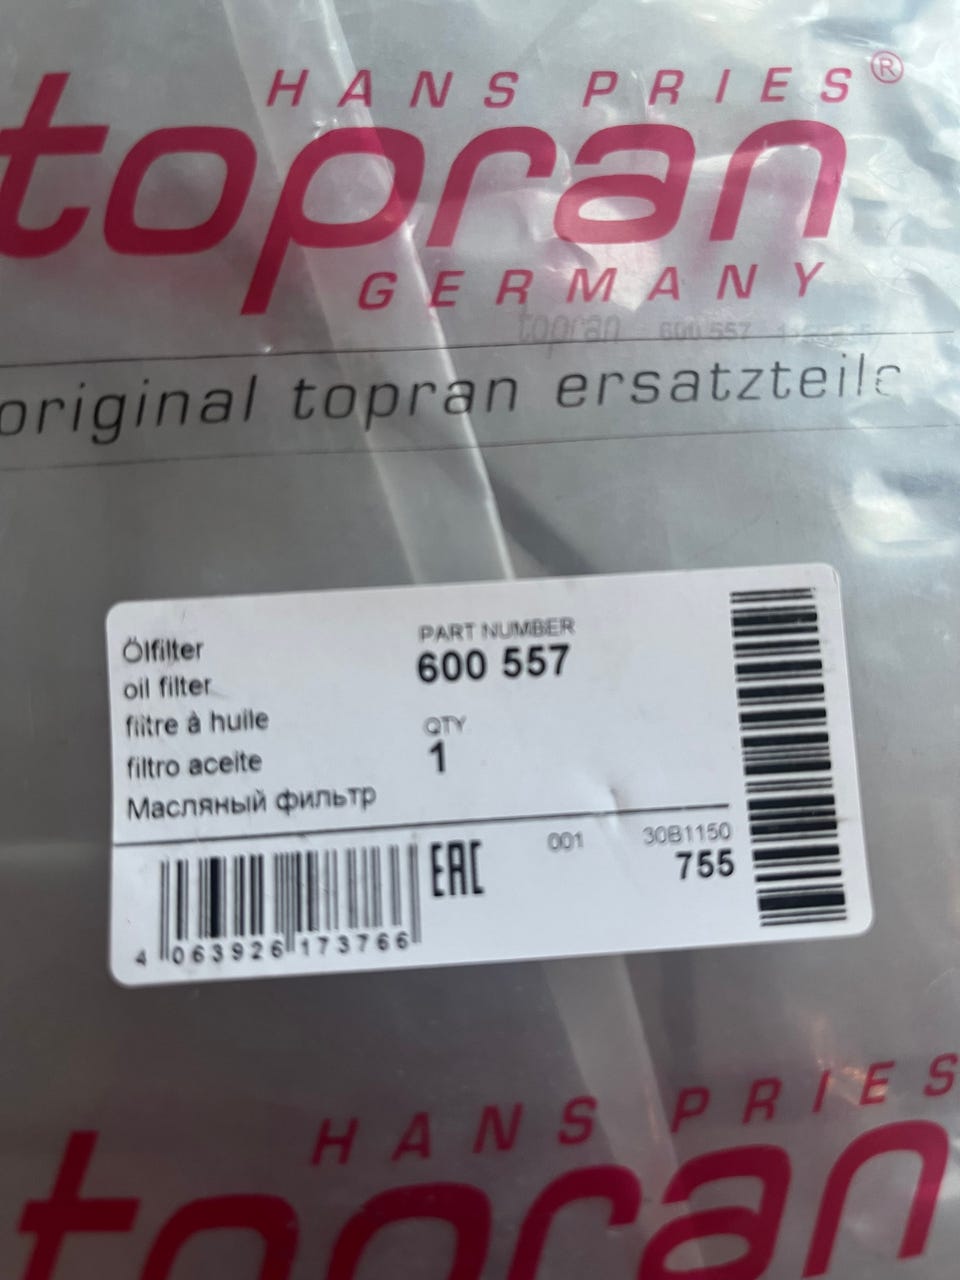 HANS PRIES®
topran
GERMANY
topran 600 557
original topran ersatzteile
Ölfilter
oil filter
filtre à huile
filtro aceite
Масляный фильтр
PART NUMBER
600 557
QTY
1
EAC
001 30B1150
755
4 063926 173766
HANS PRIES
topran